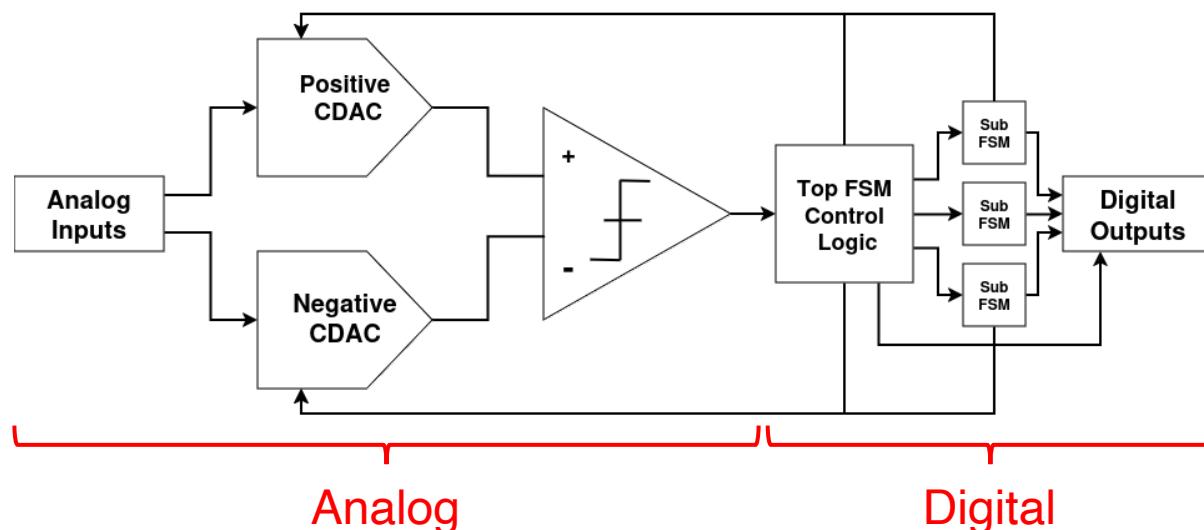 Positive
CDAC
Analog
Inputs
Negative
CDAC
+
-
Top FSM
Control
Logic
Sub
FSM
Sub
FSM
Sub
FSM
Digital
Outputs
Analog
Digital